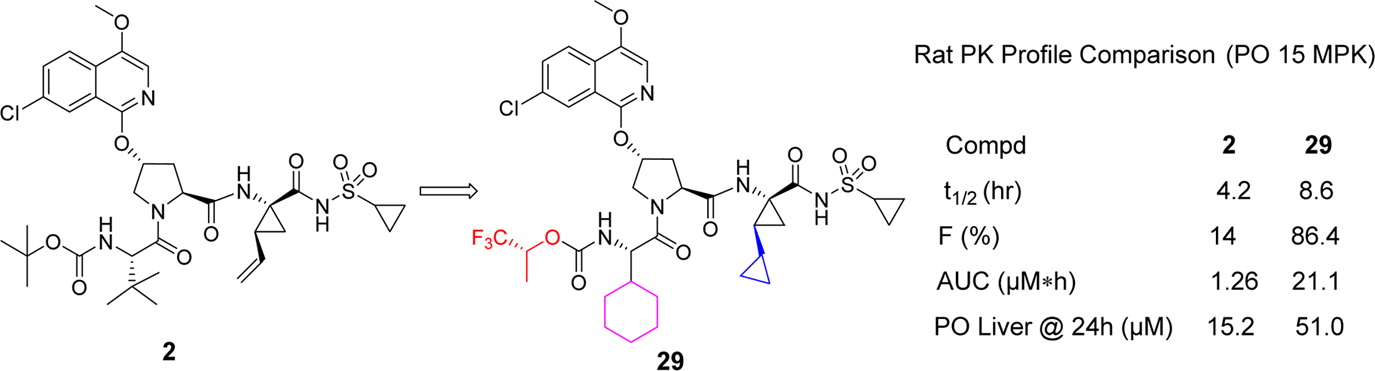 O
Cl
N
O
O
O
O
H
N
S
N
H
N
O
H
N
O
O
O
2
O
Cl
N
O
O
O
O
H
N
S
N
H
N
O
F3C
O
H
N
O
O
29
Rat PK Profile Comparison (PO 15 MPK)
Compd 2 29
t1/2 (hr) 4.2 8.6
F (%) 14 86.4
AUC (µM*h) 1.26 21.1
PO Liver @ 24h (µM) 15.2 51.0